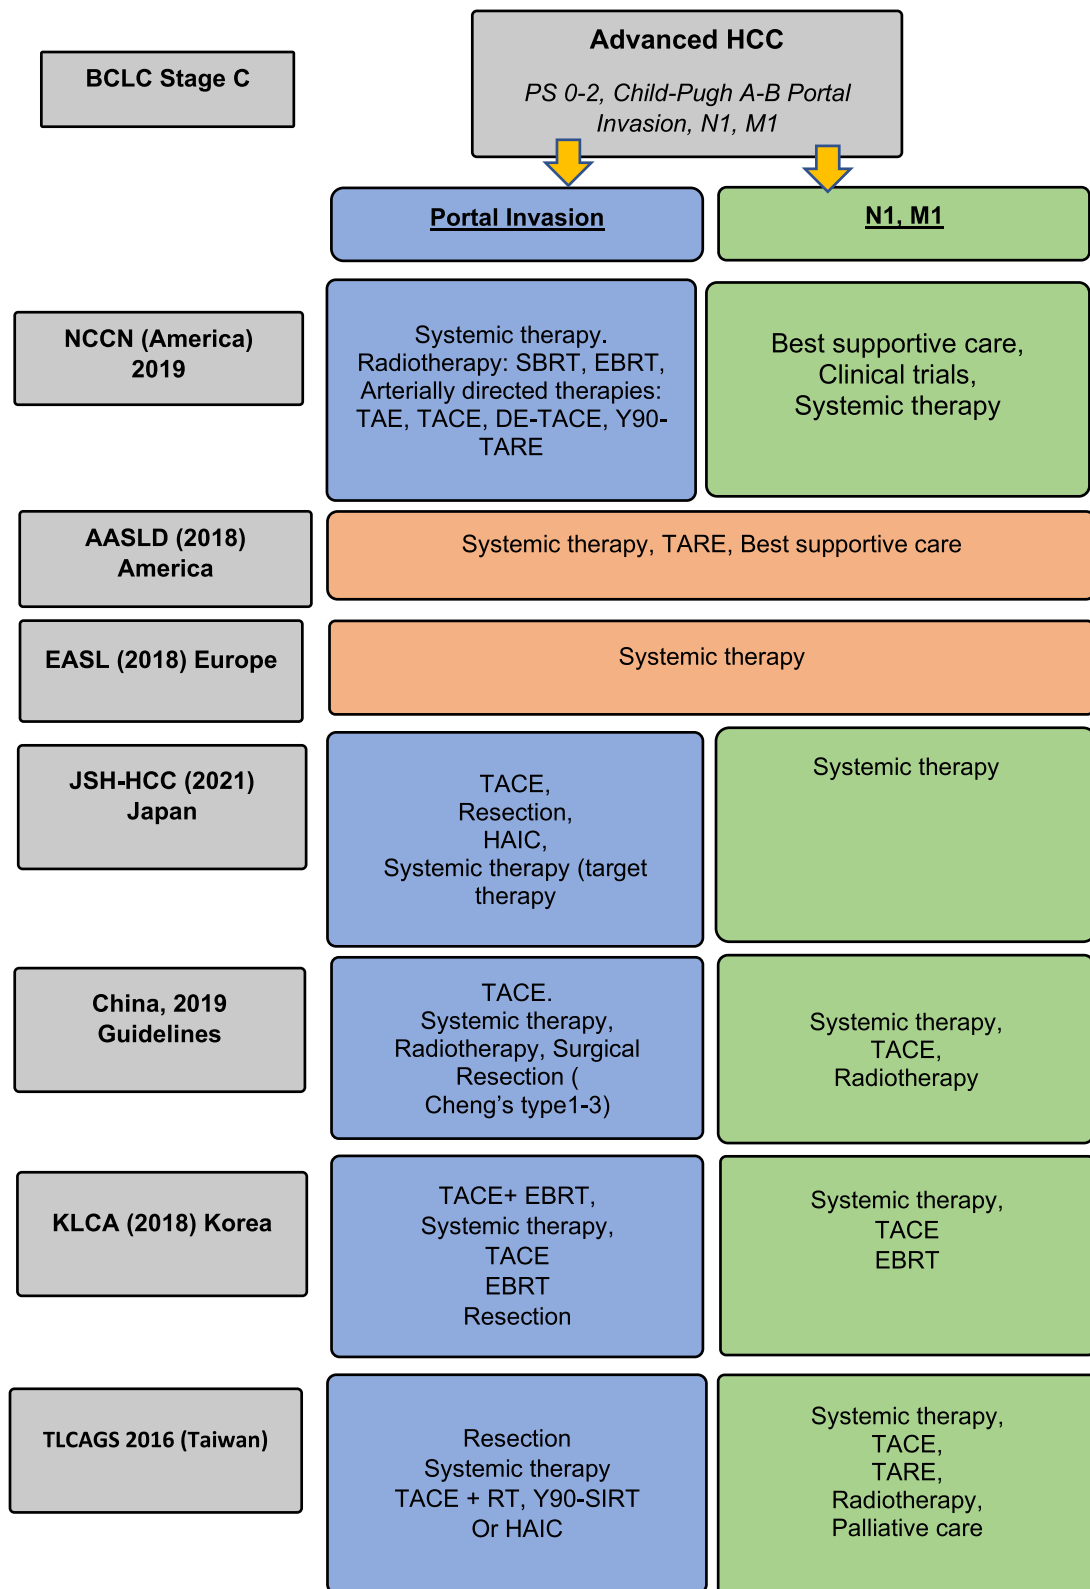 BCLC Stage C
Advanced HCC
PS 0-2, Child-Pugh A-B Portal
Invasion, N1, M1
Portal Invasion
N1, M1
NCCN (America)
2019
Systemic therapy.
Radiotherapy: SBRT, EBRT,
Arterially directed therapies:
TAE, TACE, DE-TACE, Y90-
TARE
Best supportive care,
Clinical trials,
Systemic therapy
AASLD (2018)
America
Systemic therapy, TARE, Best supportive care
EASL (2018) Europe
Systemic therapy
JSH-HCC (2021)
Japan
TACE,
Resection,
HAIC,
Systemic therapy (target
therapy
Systemic therapy
China, 2019
Guidelines
TACE.
Systemic therapy,
Radiotherapy, Surgical
Resection (
Cheng's type1-3)
Systemic therapy,
TACE,
Radiotherapy
KLCA (2018) Korea
TACE+ EBRT,
Systemic therapy,
TACE
EBRT
Resection
Systemic therapy,
TACE
EBRT
TLCAGS 2016 (Taiwan)
Resection
Systemic therapy
TACE + RT, Y90-SIRT
Or HAIC
Systemic therapy,
TACE,
TARE,
Radiotherapy,
Palliative care